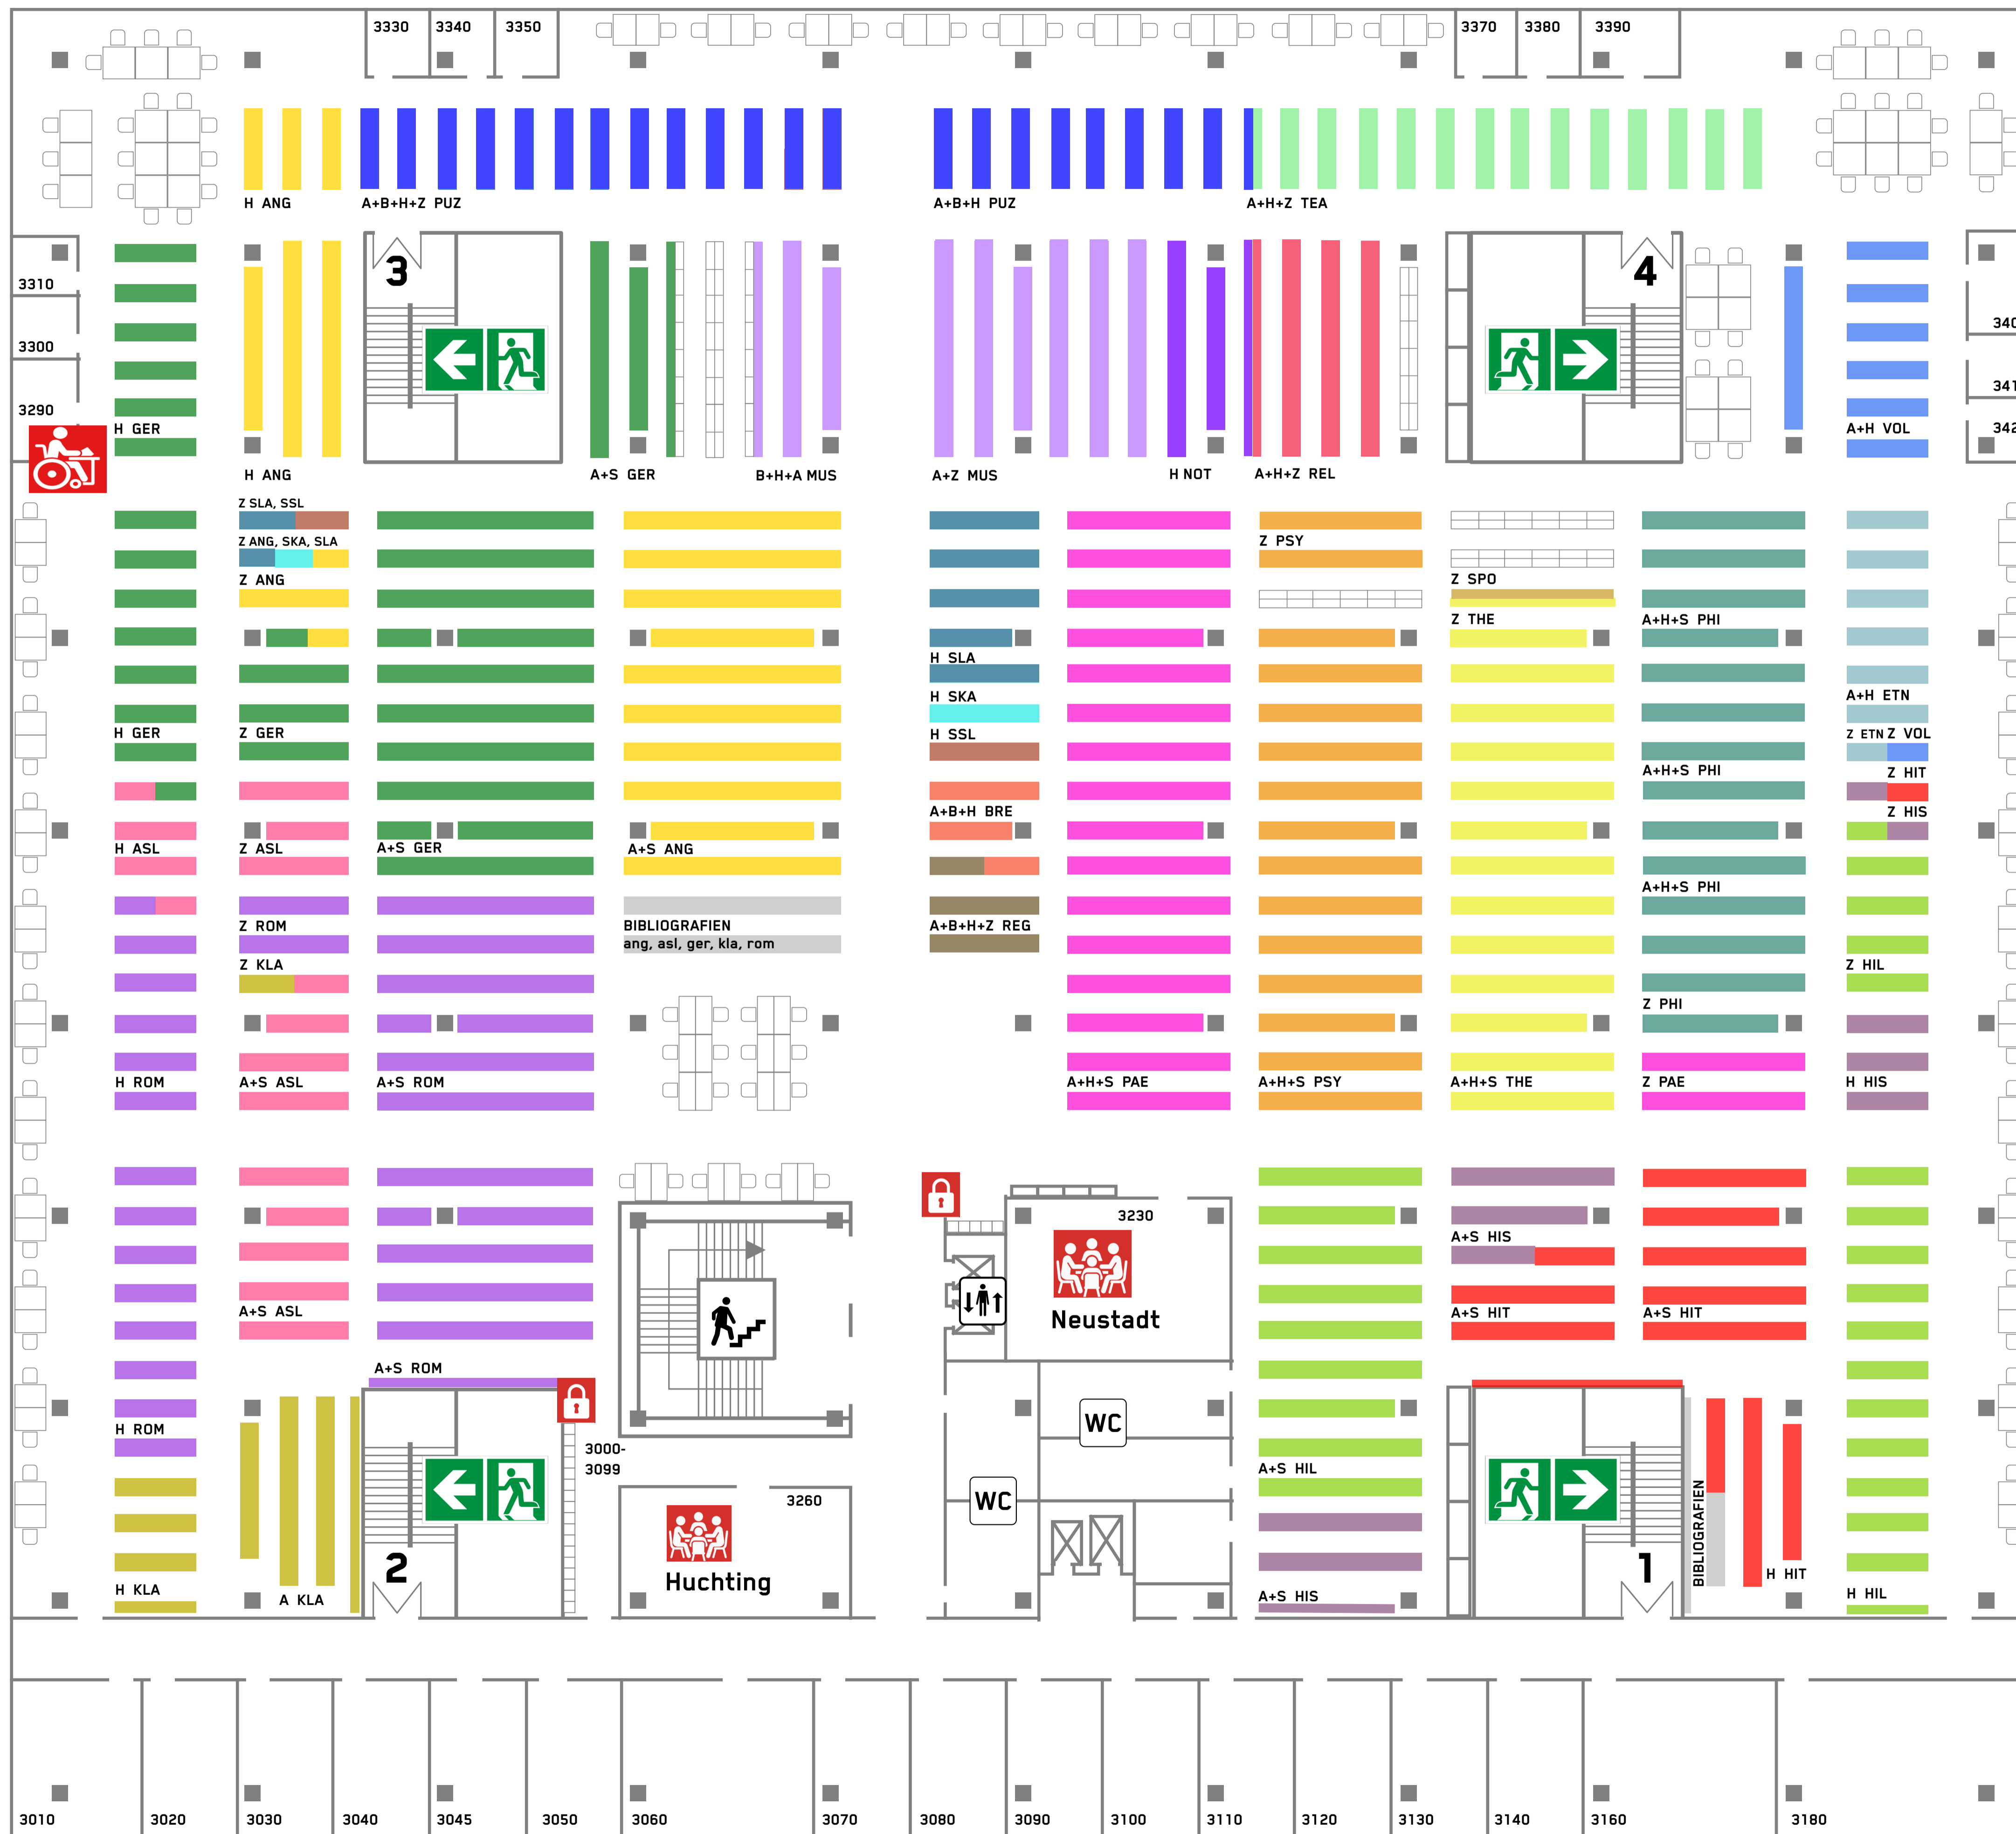 3330 3340 3350 3370 3380 3390
H ANG A+B+H+Z PUZ A+B+H PUZ A+H+Z TEA
3 4
3310
3300 340
3290 341
H GER A+H VOL 342
H ANG A+S GER B+H+A MUS A+Z MUS H NOT A+H+Z REL
Z SLA, SSL
Z ANG, SKA, SLA Z PSY
Z ANG Z SPO
Z THE A+H+S PHI
H SLA
H SKA A+H ETN
H GER Z GER H SSL Z ETN Z VOL
A+H+S PHI Z HIT
A+B+H BRE Z HIS
H ASL Z ASL A+S GER A+S ANG
A+H+S PHI
Z ROM BIBLIOGRAFIEN A+B+H+Z REG
ang, asl, ger, kla, rom
Z KLA Z HIL
Z PHI
H ROM A+S ASL A+S ROM A+H+S PAE A+H+S PSY A+H+S THE Z PAE H HIS
3230
A+S HIS
A+S ASL Neustadt A+S HIT A+S HIT
A+S ROM
H ROM WC
3000-
3099 A+S HIL
3260 WC
BIBLIOGRAFIEN
2 1
Huchting H HIT
H KLA A KLA A+S HIS H HIL
3010 3020 3030 3040 3045 3050 3060 3070 3080 3090 3100 3110 3120 3130 3140 3160 3180